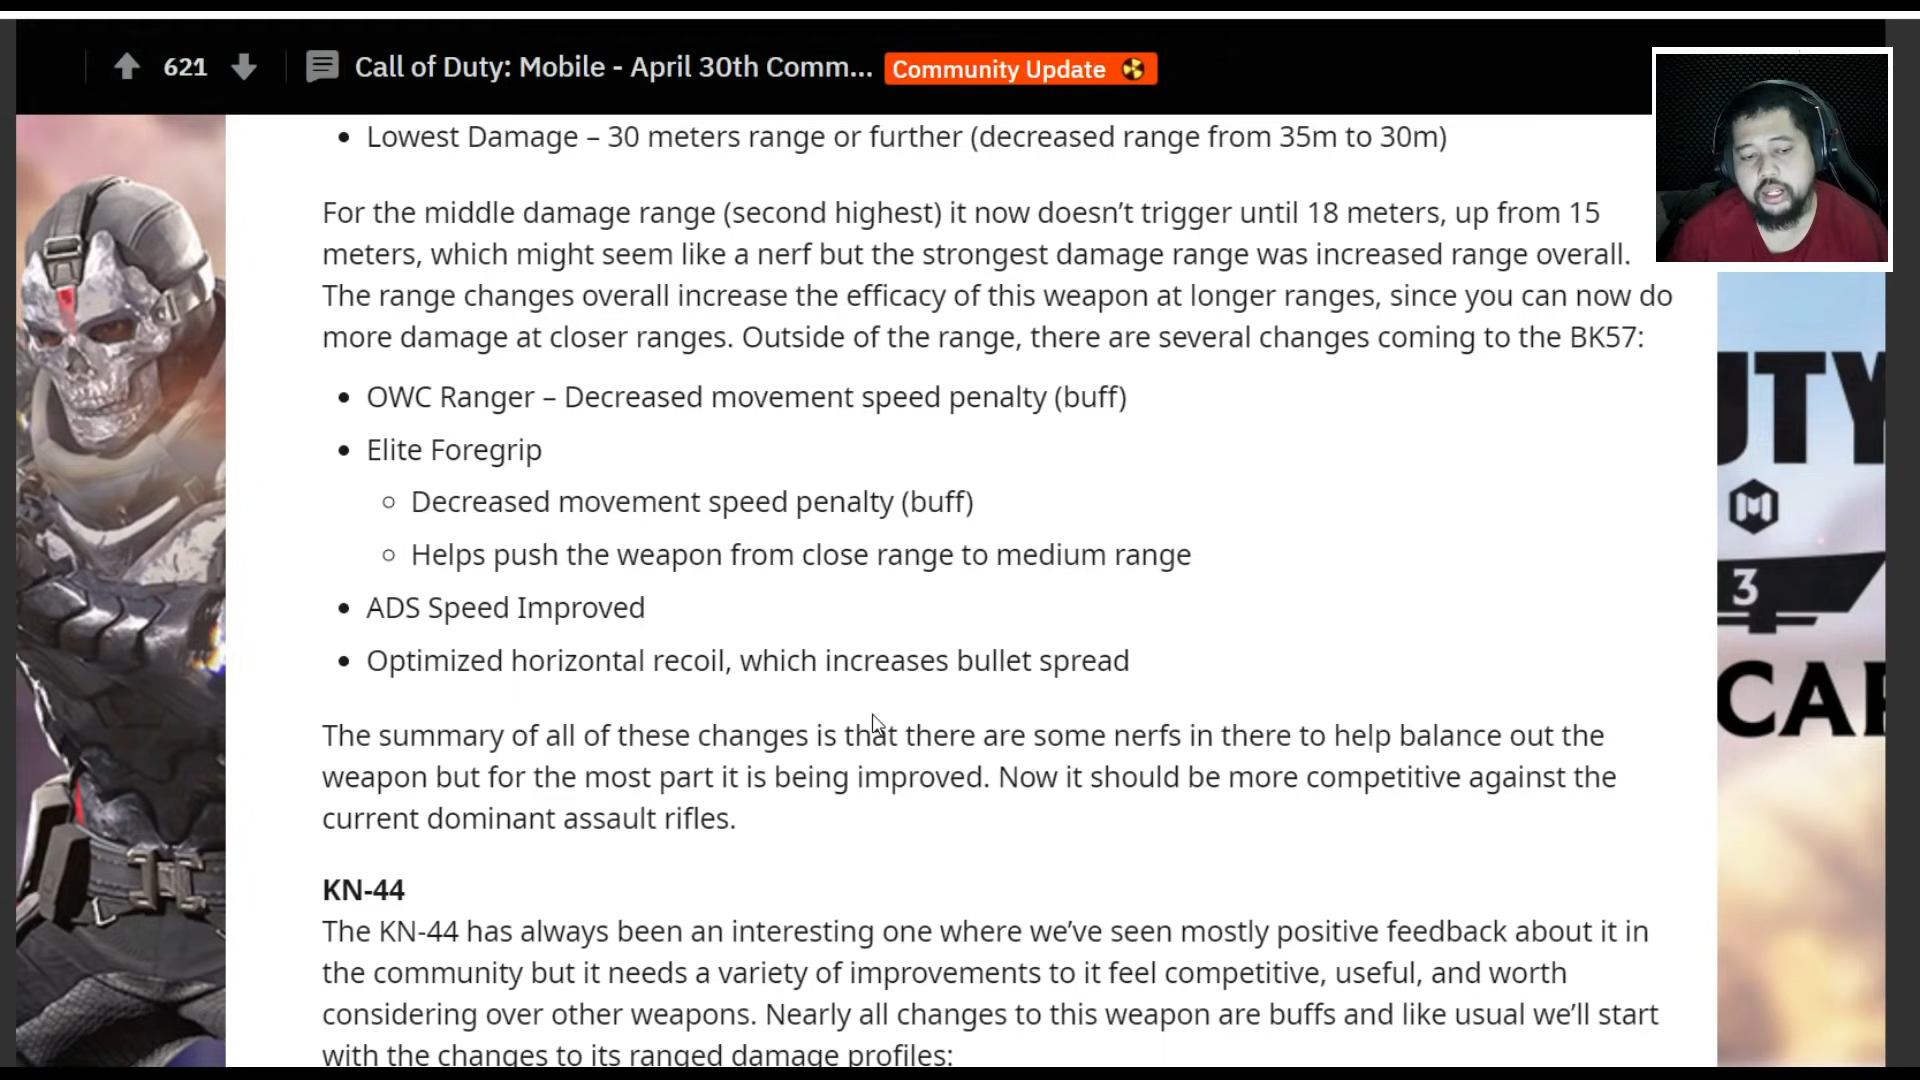 621
Call of Duty: Mobile - April 30th Comm...
Community Update
• Lowest Damage – 30 meters range or further (decreased range from 35m to 30m)
For the middle damage range (second highest) it now doesn’t trigger until 18 meters, up from 15
meters, which might seem like a nerf but the strongest damage range was increased range overall.
The range changes overall increase the efficacy of this weapon at longer ranges, since you can now do
more damage at closer ranges. Outside of the range, there are several changes coming to the BK57:
• OWC Ranger – Decreased movement speed penalty (buff)
• Elite Foregrip
○ Decreased movement speed penalty (buff)
○ Helps push the weapon from close range to medium range
• ADS Speed Improved
• Optimized horizontal recoil, which increases bullet spread
The summary of all of these changes is that there are some nerfs in there to help balance out the
weapon but for the most part it is being improved. Now it should be more competitive against the
current dominant assault rifles.
KN-44
The KN-44 has always been an interesting one where we’ve seen mostly positive feedback about it in
the community but it needs a variety of improvements to it feel competitive, useful, and worth
considering over other weapons. Nearly all changes to this weapon are buffs and like usual we’ll start
with the changes to its ranged damage profiles:
UTY
3
CAR